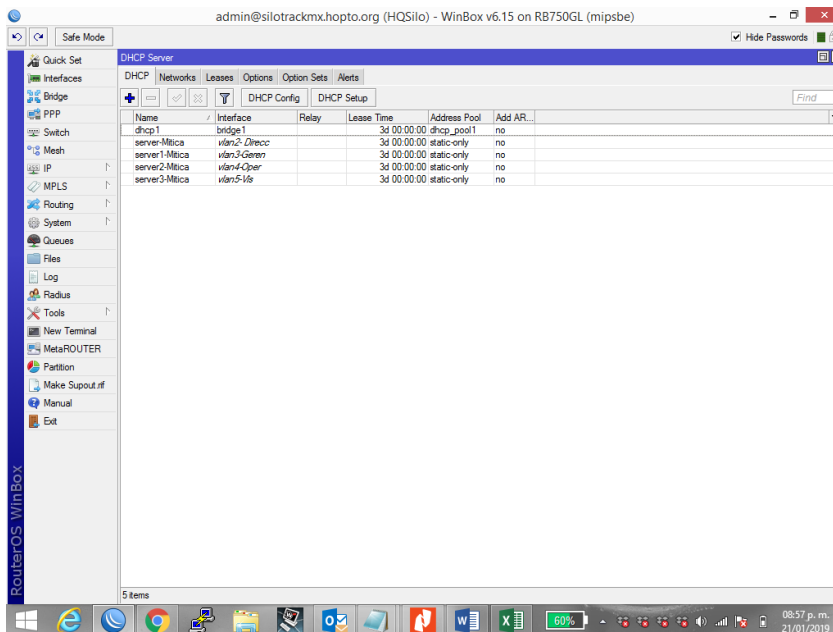 admin@silotrackmx.hopto.org (HQSilo) - WinBox v6.15 on RB750GL (mipsbe)
Safe Mode
Hide Passwords
Quick Set
Interfaces
Bridge
PPP
Switch
Mesh
IP
MPLS
Routing
System
Queues
Files
Log
Radius
Tools
New Terminal
MetaROUTER
Partition
Make Supout.rif
Manual
Exit
RouterOS WinBox
DHCP Server
DHCP Networks Leases Options Option Sets Alerts
DHCP Config DHCP Setup Find
Name Interface Relay Lease Time Address Pool Add AR...
dhcp1 bridge1 3d 00:00:00 dhcp_pool1 no
server-Mitica vlan2- Direcc 3d 00:00:00 static-only no
server1-Mitica vlan3-Geren 3d 00:00:00 static-only no
server2-Mitica vlan4-Oper 3d 00:00:00 static-only no
server3-Mitica vlan5-Vis 3d 00:00:00 static-only no
5 items
60%
08:57 p. m.
21/01/2019